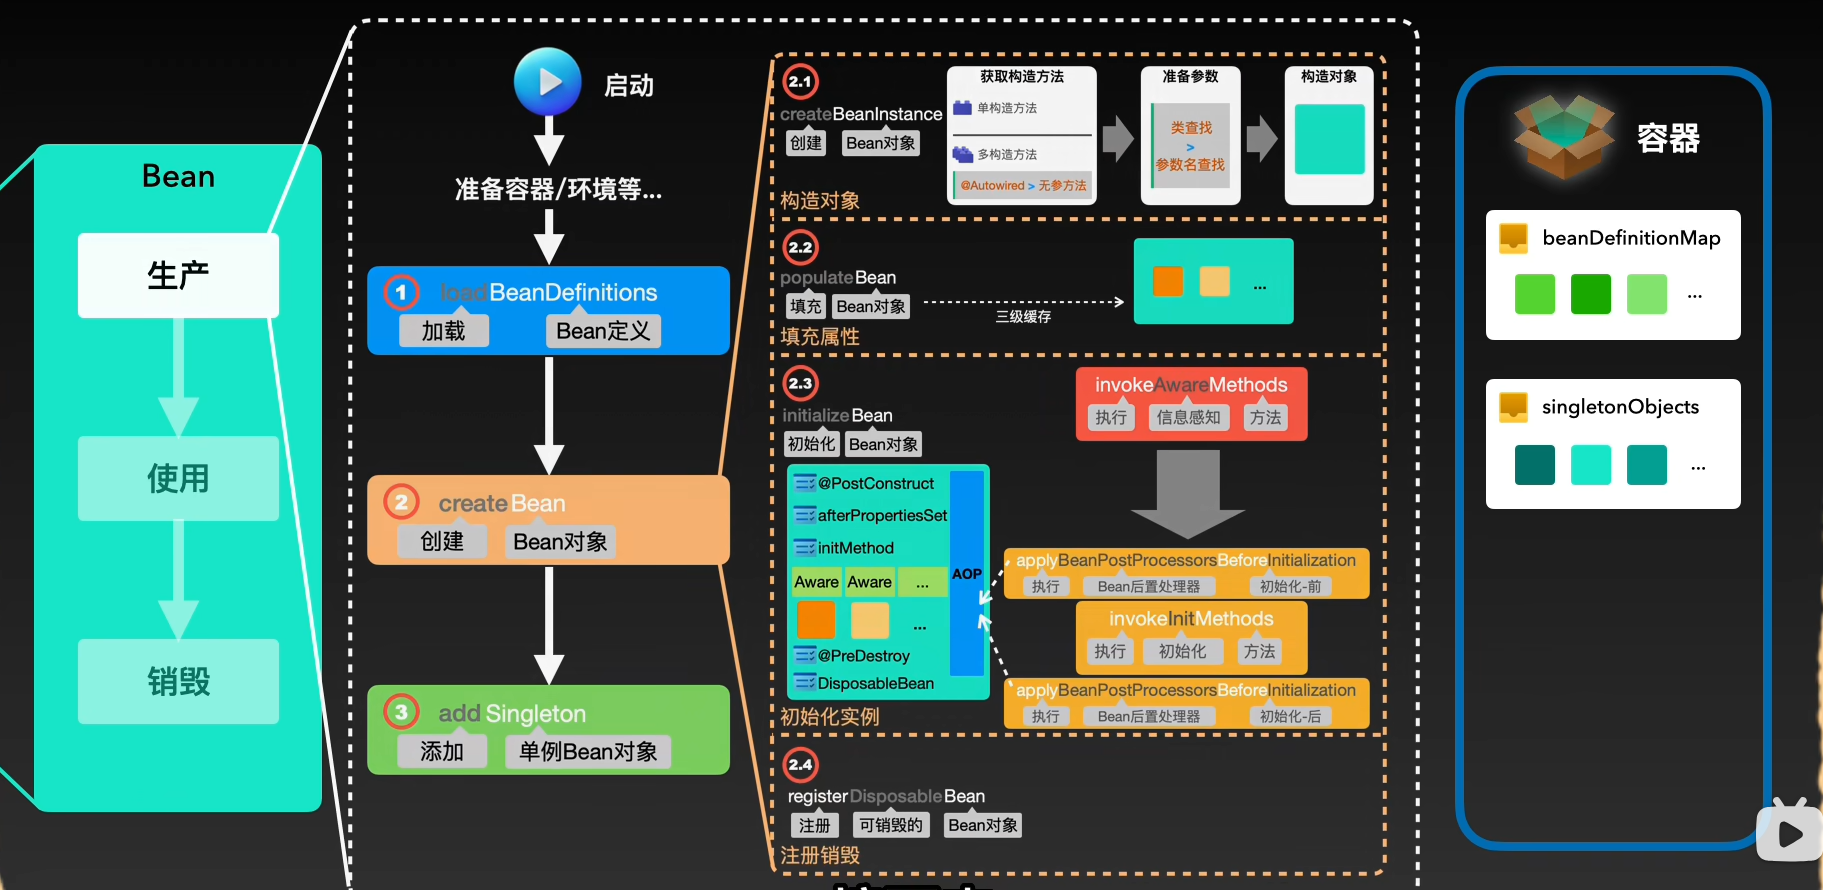 Bean
生产
使用
销毁
启动
准备容器/环境等...
1
loadBeanDefinitions
加载
Bean定义
2
createBean
创建
Bean对象
3
addSingleton
添加
单例Bean对象
2.1
createBeanInstance
创建
Bean对象
构造对象
获取构造方法
单构造方法
多构造方法
@Autowired > 无参方法
准备参数
类查找
>
参数名查找
构造对象
2.2
populateBean
填充
Bean对象
填充属性
三级缓存
...
2.3
initializeBean
初始化
Bean对象
@PostConstruct
afterPropertiesSet
initMethod
Aware
Aware
...
AOP
...
@PreDestroy
DisposableBean
初始化实例
invokeAwareMethods
执行
信息感知
方法
applyBeanPostProcessorsBeforeInitialization
执行
Bean后置处理器
初始化-前
invokeInitMethods
执行
初始化
方法
applyBeanPostProcessorsBeforeInitialization
执行
Bean后置处理器
初始化-后
2.4
registerDisposableBean
注册
可销毁的
Bean对象
注册销毁
容器
beanDefinitionMap
...
singletonObjects
...